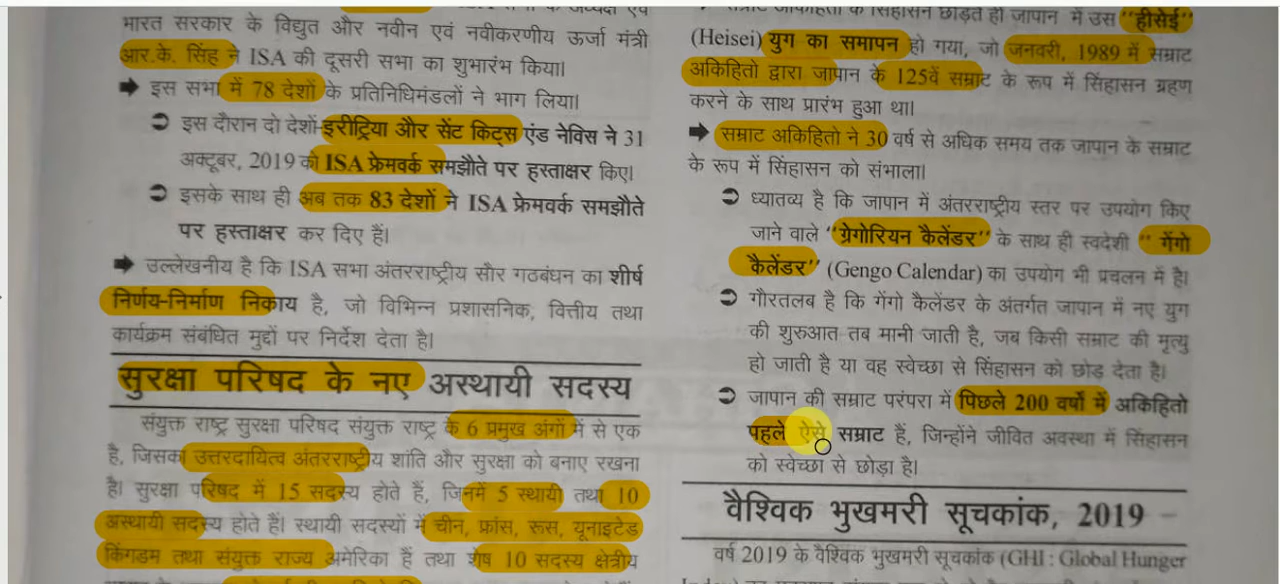 भारत सरकार के विद्युत और नवीन एवं नवीकरणीय ऊर्जा मंत्री
आर.के. सिंह ने ISA की दूसरी सभा का शुभारंभ किया।
➡ इस सभा में 78 देशों के प्रतिनिधिमंडलों ने भाग लिया।
➲ इस दौरान दो देशों-इरीट्रिया और सेंट किट्स एंड नेविस ने 31
अक्टूबर, 2019 को ISA फ्रेमवर्क समझौते पर हस्ताक्षर किए।
➲ इसके साथ ही अब तक 83 देशों ने ISA फ्रेमवर्क समझौते
पर हस्ताक्षर कर दिए हैं।
➡ उल्लेखनीय है कि ISA सभा अंतरराष्ट्रीय सौर गठबंधन का शीर्ष
निर्णय-निर्माण निकाय है, जो विभिन्न प्रशासनिक, वित्तीय तथा
कार्यक्रम संबंधित मुद्दों पर निर्देश देता है।
सुरक्षा परिषद के नए अस्थायी सदस्य
संयुक्त राष्ट्र सुरक्षा परिषद संयुक्त राष्ट्र के 6 प्रमुख अंगों में से एक
है, जिसका उत्तरदायित्व अंतरराष्ट्रीय शांति और सुरक्षा को बनाए रखना
है। सुरक्षा परिषद में 15 सदस्य होते हैं, जिनमें 5 स्थायी तथा 10
अस्थायी सदस्य होते हैं। स्थायी सदस्यों में चीन, फ्रांस, रूस, यूनाइटेड
किंगडम तथा संयुक्त राज्य अमेरिका हैं तथा शेष 10 सदस्य क्षेत्रीय
सम्राट अकिहितो के सिंहासन छोड़ते ही जापान में उस "हीसेई"
(Heisei) युग का समापन हो गया, जो जनवरी, 1989 में सम्राट
अकिहितो द्वारा जापान के 125वें सम्राट के रूप में सिंहासन ग्रहण
करने के साथ प्रारंभ हुआ था।
➡ सम्राट अकिहितो ने 30 वर्ष से अधिक समय तक जापान के सम्राट
के रूप में सिंहासन को संभाला।
➲ ध्यातव्य है कि जापान में अंतरराष्ट्रीय स्तर पर उपयोग किए
जाने वाले "ग्रेगोरियन कैलेंडर" के साथ ही स्वदेशी "गेंगो
कैलेंडर" (Gengo Calendar) का उपयोग भी प्रचलन में है।
➲ गौरतलब है कि गेंगो कैलेंडर के अंतर्गत जापान में नए युग
की शुरुआत तब मानी जाती है, जब किसी सम्राट की मृत्यु
हो जाती है या वह स्वेच्छा से सिंहासन को छोड़ देता है।
➲ जापान की सम्राट परंपरा में पिछले 200 वर्षों में अकिहितो
पहले ऐसे सम्राट हैं, जिन्होंने जीवित अवस्था में सिंहासन
को स्वेच्छा से छोड़ा है।
वैश्विक भुखमरी सूचकांक, 2019
वर्ष 2019 के वैश्विक भुखमरी सूचकांक (GHI : Global Hunger